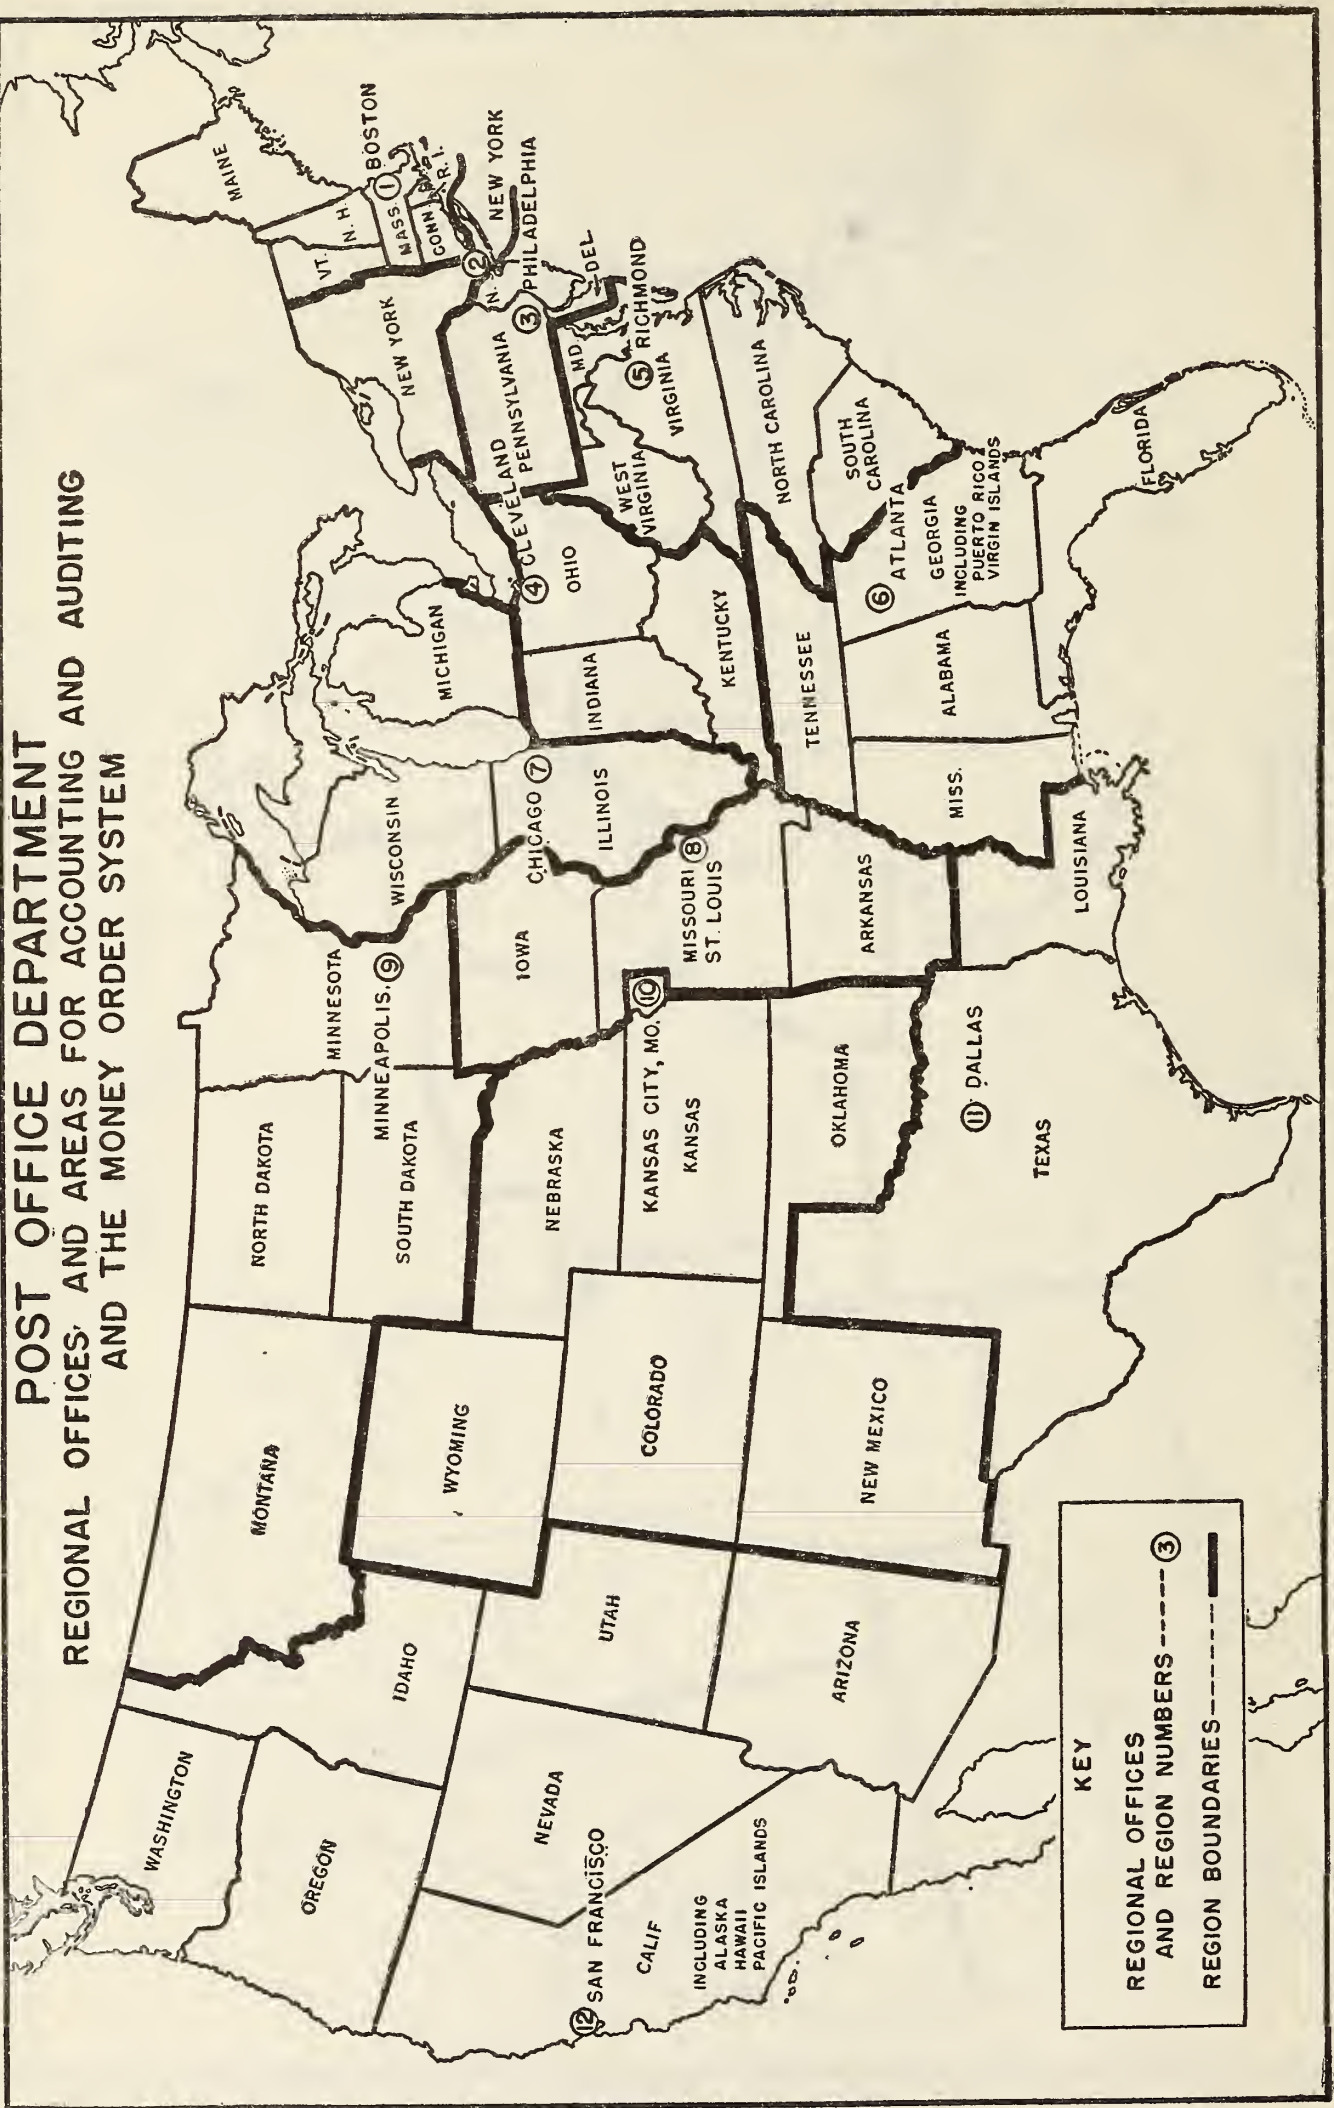 POST OFFICE DEPARTMENT
REGIONAL OFFICES AND AREAS FOR ACCOUNTING AND AUDITING
AND THE MONEY ORDER SYSTEM
WASHINGTON
OREGON
IDAHO
MONTANA
NORTH DAKOTA
SOUTH DAKOTA
MINNESOTA
MINNEAPOLIS. 9
WISCONSIN
MICHIGAN
NEW YORK
VT.
N. H.
MAINE
MASS. 1 BOSTON
CONN.
R. I.
2 NEW YORK
N.
3 PHILADELPHIA
PENNSYLVANIA
DEL.
MD.
4 CLEVELAND
OHIO
INDIANA
CHICAGO 7
ILLINOIS
IOWA
NEBRASKA
WYOMING
NEVADA
UTAH
COLORADO
KANSAS CITY, MO. 10
KANSAS
MISSOURI 8
ST. LOUIS
KENTUCKY
WEST
VIRGINIA
VIRGINIA
5 RICHMOND
12 SAN FRANCISCO
CALIF
INCLUDING
ALASKA
HAWAII
PACIFIC ISLANDS
ARIZONA
NEW MEXICO
OKLAHOMA
ARKANSAS
TENNESSEE
NORTH CAROLINA
SOUTH
CAROLINA
6 ATLANTA
GEORGIA
INCLUDING
PUERTO RICO
VIRGIN ISLANDS
ALABAMA
MISS.
LOUISIANA
11 DALLAS
TEXAS
FLORIDA
KEY
REGIONAL OFFICES
AND REGION NUMBERS------3
REGION BOUNDARIES-------